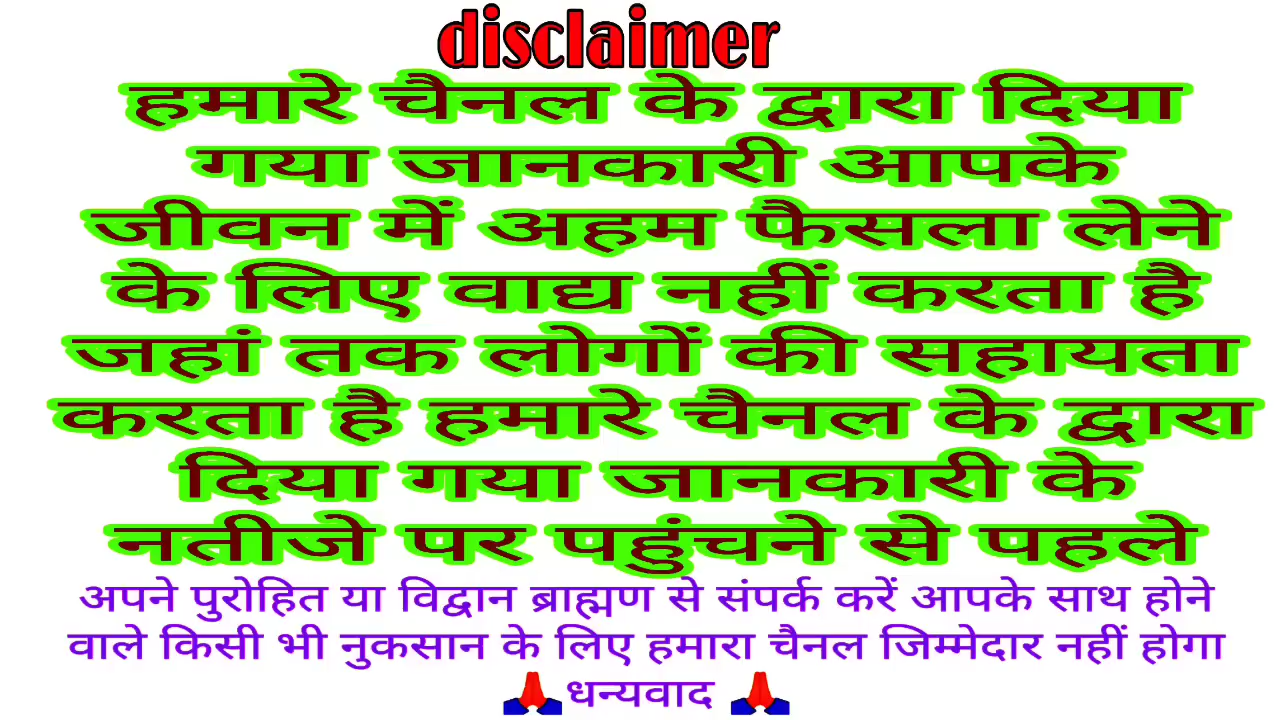 disclaimer
हमारे चैनल के द्वारा दिया
गया जानकारी आपके
जीवन में अहम फैसला लेने
के लिए वाद्य नहीं करता है
जहां तक लोगों की सहायता
करता है हमारे चैनल के द्वारा
दिया गया जानकारी के
नतीजे पर पहुंचने से पहले
अपने पुरोहित या विद्वान ब्राह्मण से संपर्क करें आपके साथ होने
वाले किसी भी नुकसान के लिए हमारा चैनल जिम्मेदार नहीं होगा
🙏धन्यवाद 🙏